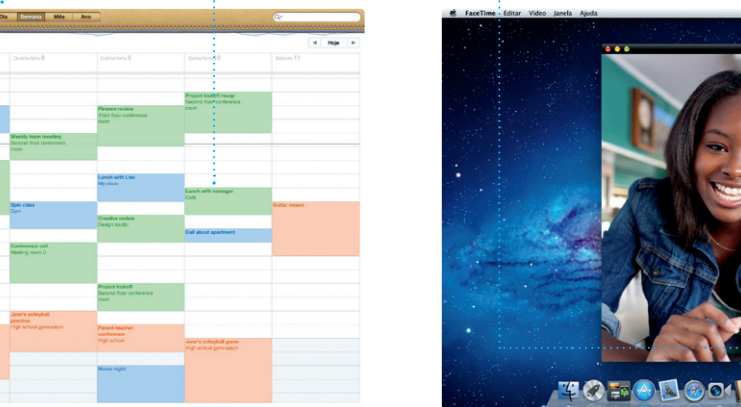 Dia Semana Mês Ano
Hoje
Quarta-feira 8
Quinta-feira 9
Sexta-feira 10
Sábado 11
Weekly team meeting
Second floor conference
room
Spin class
Gym
Conference call
Meeting room D
Jane's volleyball
practice
High school gymnasium
Finance review
Third floor conference
room
Lunch with Lisa
My place
Creative review
Design studio
Project kickoff
Second floor conference
room
Parent-teacher
conference
High school
Movie night
Project kickoff recap
Second floor conference
room
Lunch with manager
Café
Call about apartment
Jane's volleyball game
High school gymnasium
Guitar lesson
FaceTime Editar Vídeo Janela Ajuda